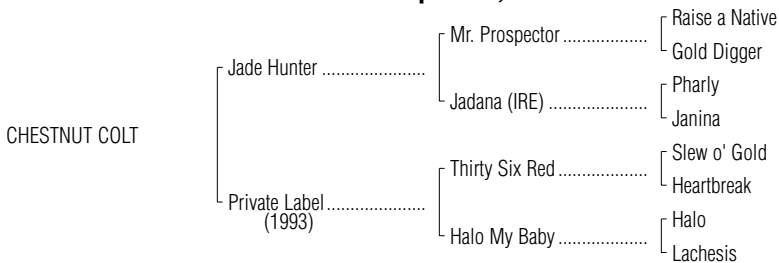 Raise a Native
Mr. Prospector .....................
Gold Digger
Jade Hunter ......................
Pharly
Jadana (IRE) .....................
Janina
CHESTNUT COLT
Slew o' Gold
Thirty Six Red ...................
Heartbreak
Private Label .....................
(1993)
Halo
Halo My Baby ...................
Lachesis